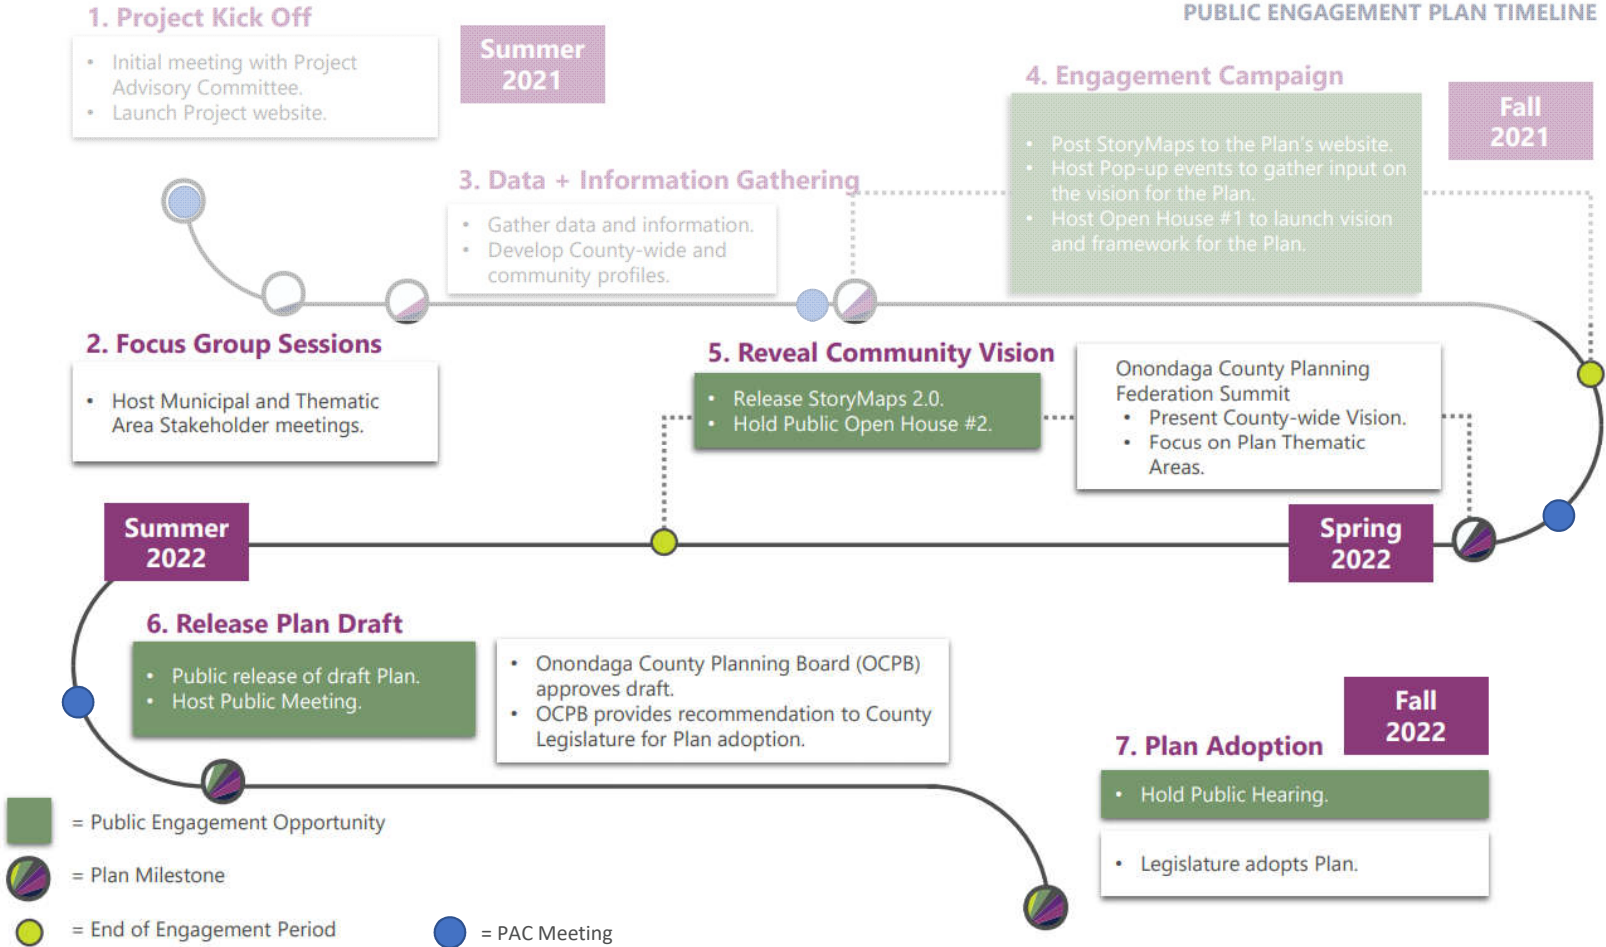 PUBLIC ENGAGEMENT PLAN TIMELINE
1. Project Kick Off
• Initial meeting with Project
Advisory Committee.
• Launch Project website.
Summer
2021
3. Data + Information Gathering
• Gather data and information.
• Develop County-wide and
community profiles.
4. Engagement Campaign
• Post StoryMaps to the Plan's website.
• Host Pop-up events to gather input on
the vision for the Plan.
• Host Open House #1 to launch vision
and framework for the Plan.
Fall
2021
2. Focus Group Sessions
• Host Municipal and Thematic
Area Stakeholder meetings.
5. Reveal Community Vision
• Release StoryMaps 2.0.
• Hold Public Open House #2.
Onondaga County Planning
Federation Summit
• Present County-wide Vision.
• Focus on Plan Thematic
Areas.
Spring
2022
Summer
2022
6. Release Plan Draft
• Public release of draft Plan.
• Host Public Meeting.
• Onondaga County Planning Board (OCPB)
approves draft.
• OCPB provides recommendation to County
Legislature for Plan adoption.
Fall
2022
7. Plan Adoption
• Hold Public Hearing.
• Legislature adopts Plan.
= Public Engagement Opportunity
= Plan Milestone
= End of Engagement Period
= PAC Meeting